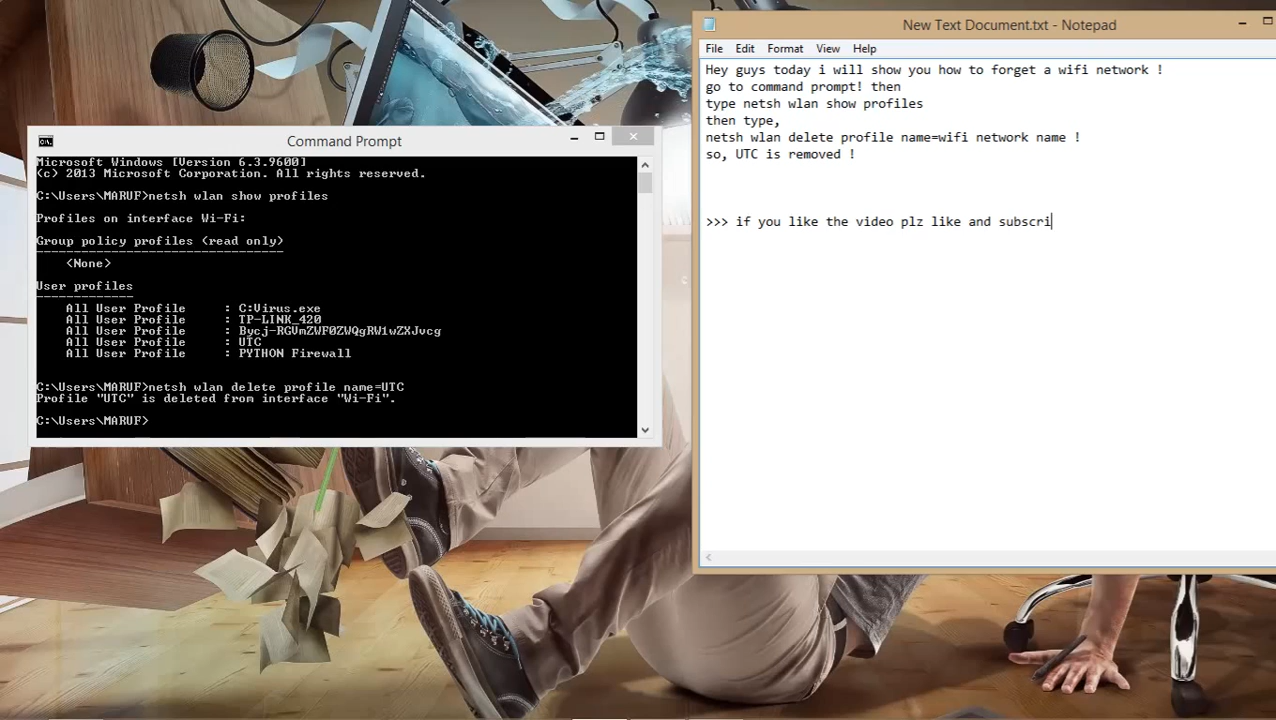 Command Prompt
Microsoft Windows [Version 6.3.9600]
(c) 2013 Microsoft Corporation. All rights reserved.
C:\Users\MARUF>netsh wlan show profiles
Profiles on interface Wi-Fi:
Group policy profiles (read only)
---------------------------------
<None>
User profiles
-------------
All User Profile : C:Virus.exe
All User Profile : TP-LINK_420
All User Profile : Bycj-RGVmZWF0ZWQgRW1wZXJvcg
All User Profile : UTC
All User Profile : PYTHON Firewall
C:\Users\MARUF>netsh wlan delete profile name=UTC
Profile "UTC" is deleted from interface "Wi-Fi".
C:\Users\MARUF>
New Text Document.txt - Notepad
File Edit Format View Help
Hey guys today i will show you how to forget a wifi network !
go to command prompt! then
type netsh wlan show profiles
then type,
netsh wlan delete profile name=wifi network name !
so, UTC is removed !
>>> if you like the video plz like and subscri